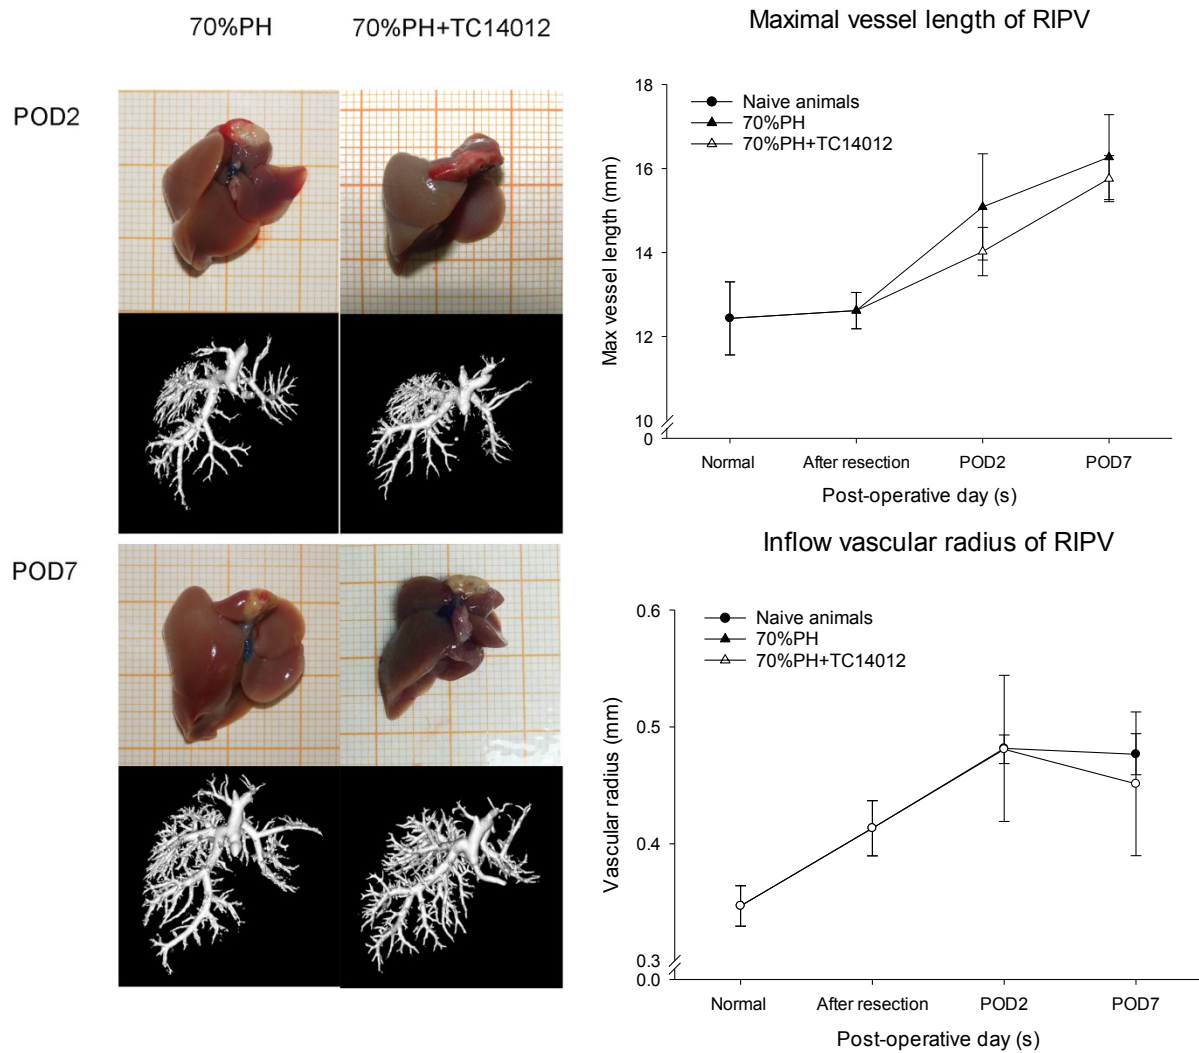 70%PH
70%PH+TC14012
POD2
POD7
Maximal vessel length of RIPV
Naive animals
70%PH
70%PH+TC14012
Max vessel length (mm)
18
16
14
12
10
0
Normal
After resection
POD2
POD7
Post-operative day (s)
Inflow vascular radius of RIPV
Naive animals
70%PH
70%PH+TC14012
Vascular radius (mm)
0.6
0.5
0.4
0.3
0.0
Normal
After resection
POD2
POD7
Post-operative day (s)